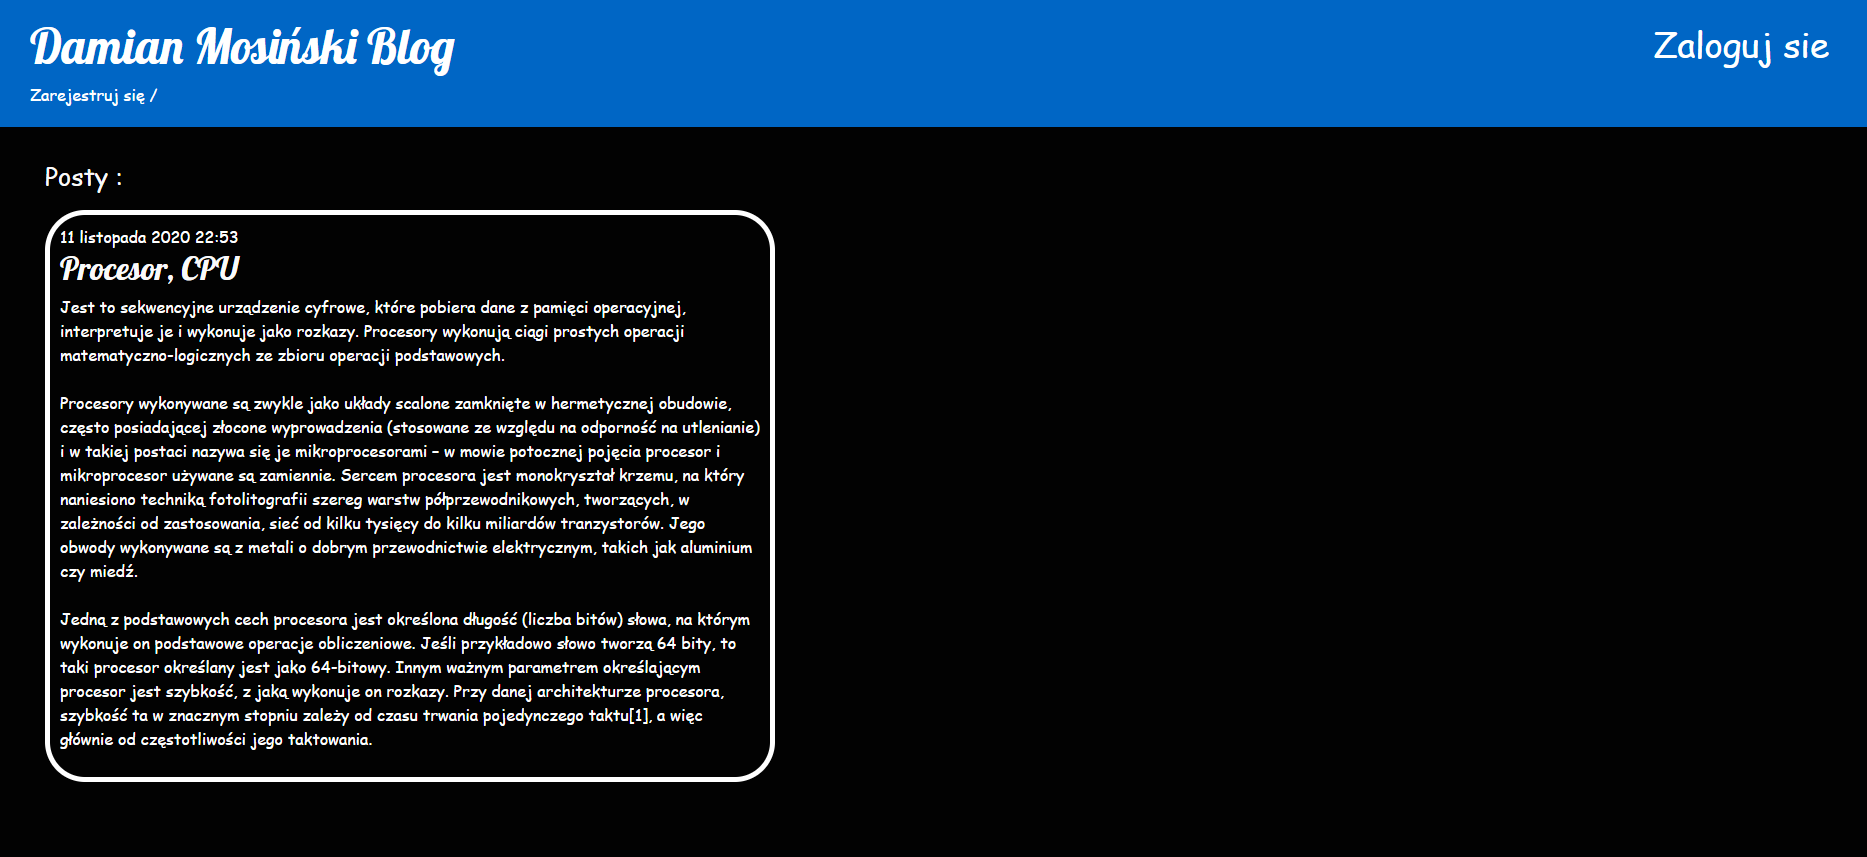 Damian Mosiński Blog
Zaloguj sie
Zarejestruj się /
Posty :
11 listopada 2020 22:53
Procesor, CPU
Jest to sekwencyjne urządzenie cyfrowe, które pobiera dane z pamięci operacyjnej,
interpretuje je i wykonuje jako rozkazy. Procesory wykonują ciągi prostych operacji
matematyczno-logicznych ze zbioru operacji podstawowych.
Procesory wykonywane są zwykle jako układy scalone zamknięte w hermetycznej obudowie,
często posiadającej złocone wyprowadzenia (stosowane ze względu na odporność na utlenianie)
i w takiej postaci nazywa się je mikroprocesorami – w mowie potocznej pojęcia procesor i
mikroprocesor używane są zamiennie. Sercem procesora jest monokryształ krzemu, na który
naniesiono techniką fotolitografii szereg warstw półprzewodnikowych, tworzących, w
zależności od zastosowania, sieć od kilku tysięcy do kilku miliardów tranzystorów. Jego
obwody wykonywane są z metali o dobrym przewodnictwie elektrycznym, takich jak aluminium
czy miedź.
Jedną z podstawowych cech procesora jest określona długość (liczba bitów) słowa, na którym
wykonuje on podstawowe operacje obliczeniowe. Jeśli przykładowo słowo tworzą 64 bity, to
taki procesor określany jest jako 64-bitowy. Innym ważnym parametrem określającym
procesor jest szybkość, z jaką wykonuje on rozkazy. Przy danej architekturze procesora,
szybkość ta w znacznym stopniu zależy od czasu trwania pojedynczego taktu[1], a więc
głównie od częstotliwości jego taktowania.